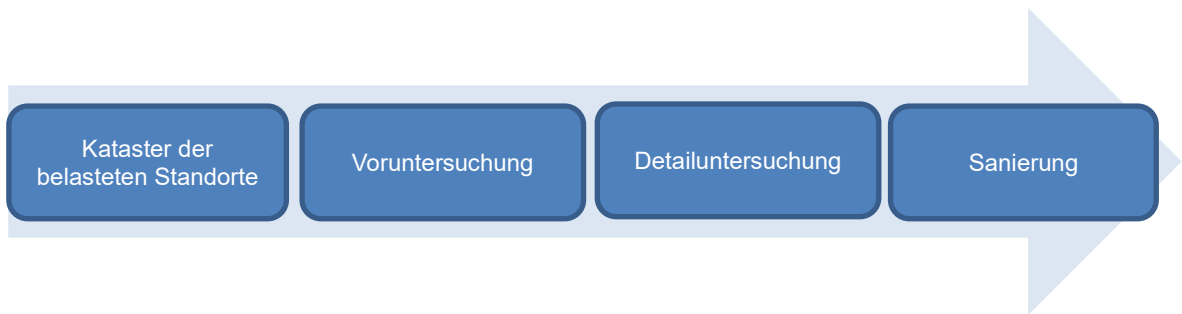 Kataster der
belasteten Standorte
Voruntersuchung
Detailuntersuchung
Sanierung